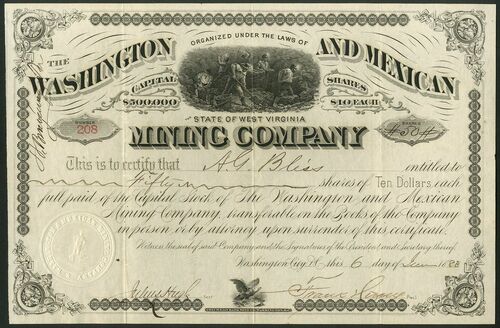 ORGANIZED UNDER THE LAWS OF
THE WASHINGTON AND MEXICAN
CAPITAL $500,000 SHARES $10 EACH
STATE OF WEST VIRGINIA
NUMBER 208
SHARES #50#
MINING COMPANY
This is to certify that A.G. Bliss entitled to
Fifty shares of Ten Dollars each
full paid of the Capital Stock of The Washington and Mexican
Mining Company, transferable on the Books of the Company
in person or by attorney upon surrender of this certificate.
Witness the seal of said Company and the Signatures of the President and Secretary thereof.
Washington City, this 6 day of 1883